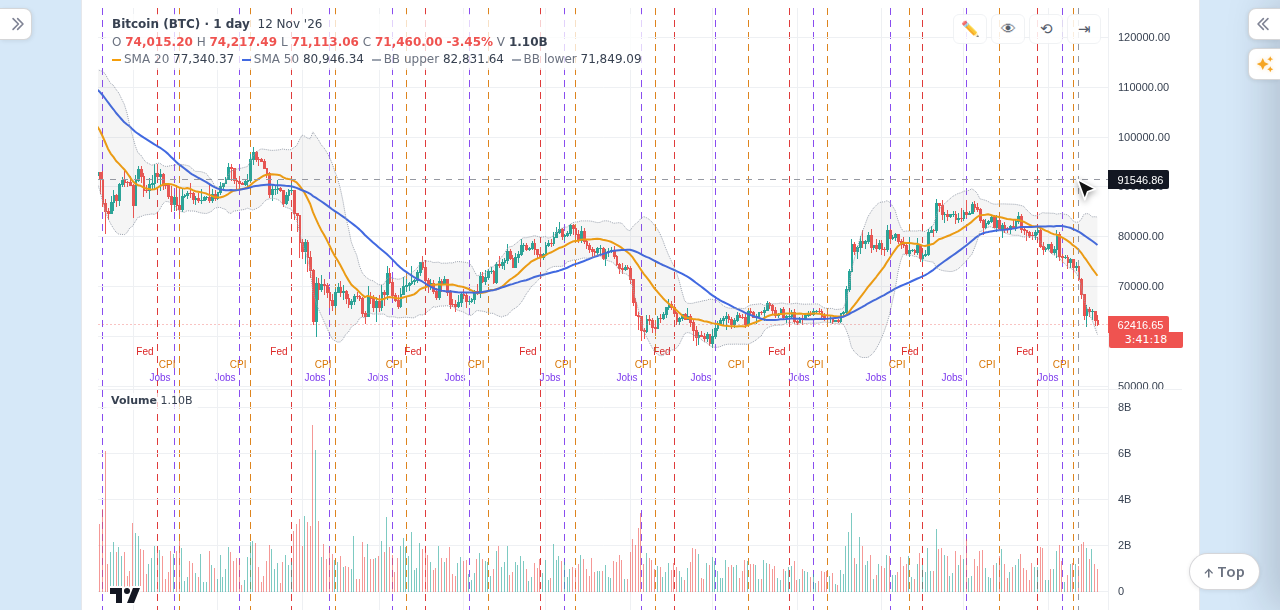 Bitcoin (BTC) · 1 day 12 Nov '26
O 74,015.20 H 74,217.49 L 71,113.06 C 71,460.00 -3.45% V 1.10B
SMA 20 77,340.37 SMA 50 80,946.34 BB upper 82,831.64 BB lower 71,849.09
120000.00
110000.00
100000.00
91546.86
80000.00
70000.00
62416.65
3:41:18
50000.00
Fed Fed Fed Fed Fed Fed Fed Fed
CPI CPI CPI CPI CPI CPI CPI CPI CPI CPI CPI CPI
Jobs Jobs Jobs Jobs Jobs Jobs Jobs Jobs Jobs Jobs Jobs Jobs
Volume 1.10B
8B
6B
4B
2B
0
↑ Top